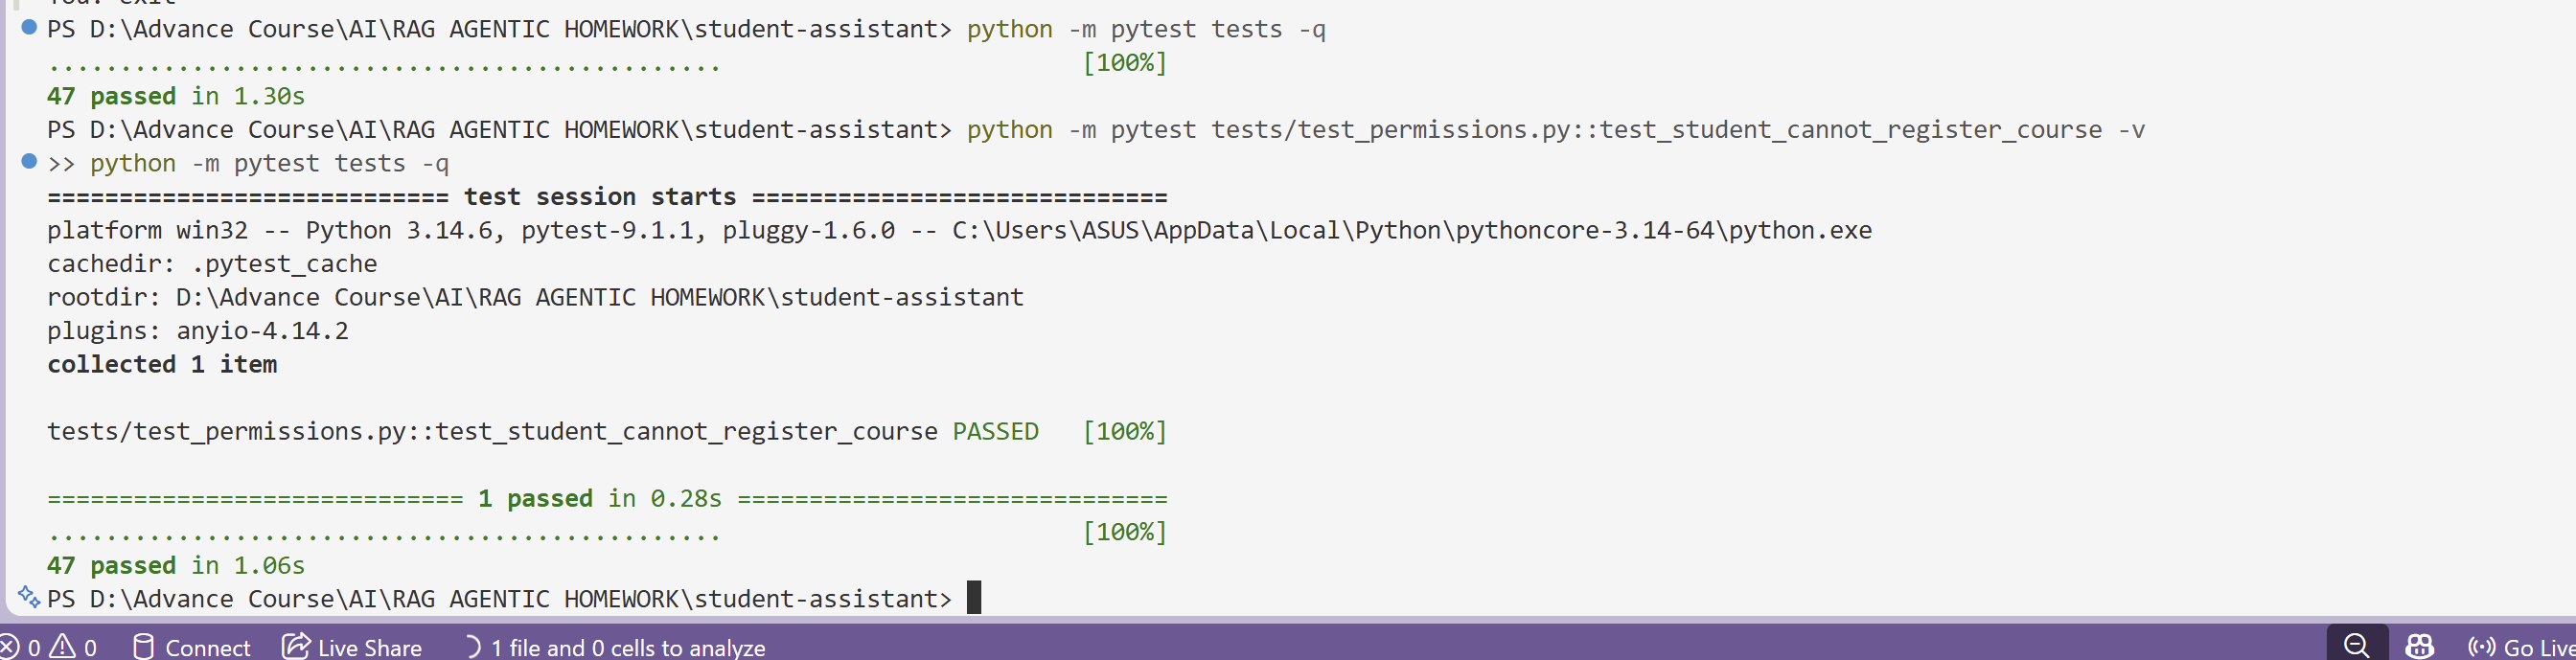 You: exit
PS D:\Advance Course\AI\RAG AGENTIC HOMEWORK\student-assistant> python -m pytest tests -q
............................................... [100%]
47 passed in 1.30s
PS D:\Advance Course\AI\RAG AGENTIC HOMEWORK\student-assistant> python -m pytest tests/test_permissions.py::test_student_cannot_register_course -v
>> python -m pytest tests -q
============================ test session starts =============================
platform win32 -- Python 3.14.6, pytest-9.1.1, pluggy-1.6.0 -- C:\Users\ASUS\AppData\Local\Python\pythoncore-3.14-64\python.exe
cachedir: .pytest_cache
rootdir: D:\Advance Course\AI\RAG AGENTIC HOMEWORK\student-assistant
plugins: anyio-4.14.2
collected 1 item
tests/test_permissions.py::test_student_cannot_register_course PASSED [100%]
============================= 1 passed in 0.28s ==============================
............................................... [100%]
47 passed in 1.06s
PS D:\Advance Course\AI\RAG AGENTIC HOMEWORK\student-assistant>
0 0 Connect Live Share 1 file and 0 cells to analyze Go Live